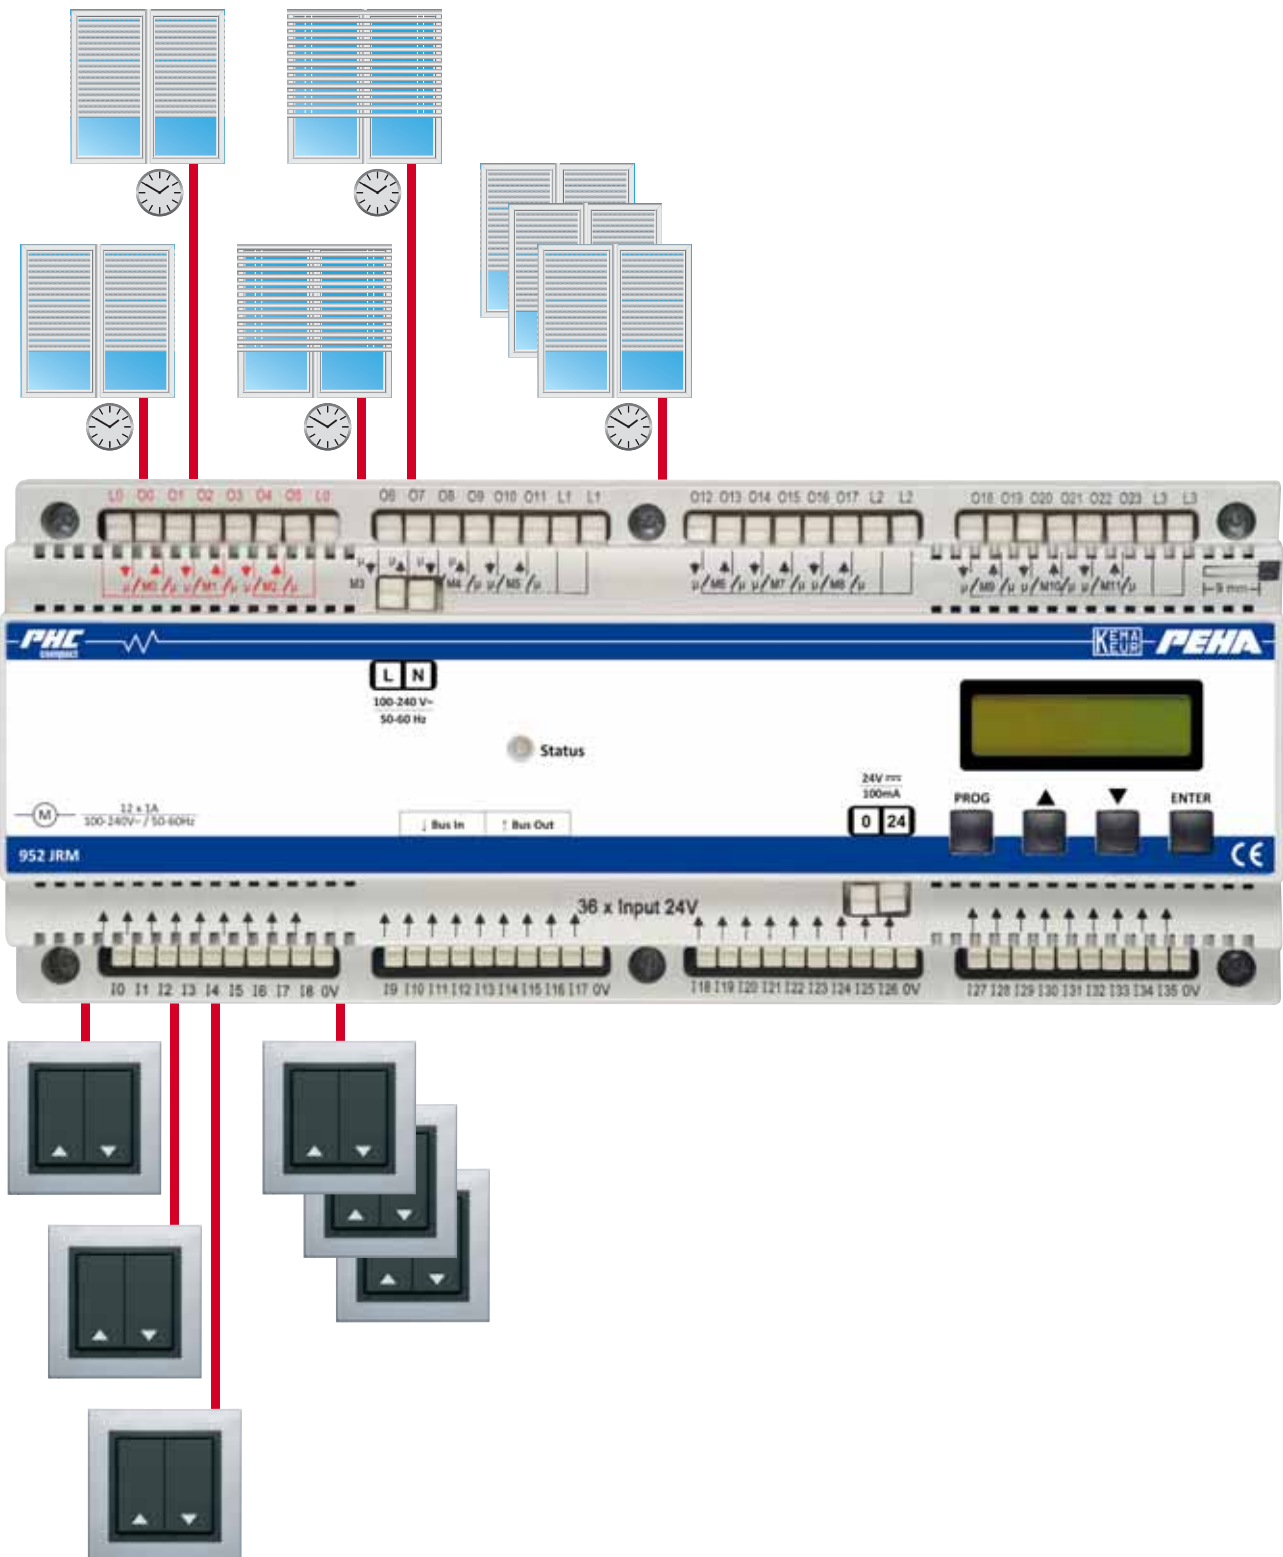 L0 O0 O1 O2 O3 O4 O5 L0
O6 O7 O8 O9 O10 O11 L1 L1
O12 O13 O14 O15 O16 O17 L2 L2
O18 O19 O20 O21 O22 O23 L3 L3
µ M0 µ µ M1 µ µ M2 µ
M3 µ µ µ M4 µ µ M5 µ
µ M6 µ µ M7 µ µ M8 µ
µ M9 µ µ M10 µ µ M11 µ
9 mm
PHC
compact
KEMA
EUR
PEHA
L N
100-240 V~
50-60 Hz
Status
24V
100mA
0 24
PROG
ENTER
M
12 x 1A
100-240V~ / 50-60Hz
↓ Bus In
↑ Bus Out
952 JRM
CE
36 x Input 24V
I0 I1 I2 I3 I4 I5 I6 I7 I8 0V
I9 I10 I11 I12 I13 I14 I15 I16 I17 0V
I18 I19 I20 I21 I22 I23 I24 I25 I26 0V
I27 I28 I29 I30 I31 I32 I33 I34 I35 0V